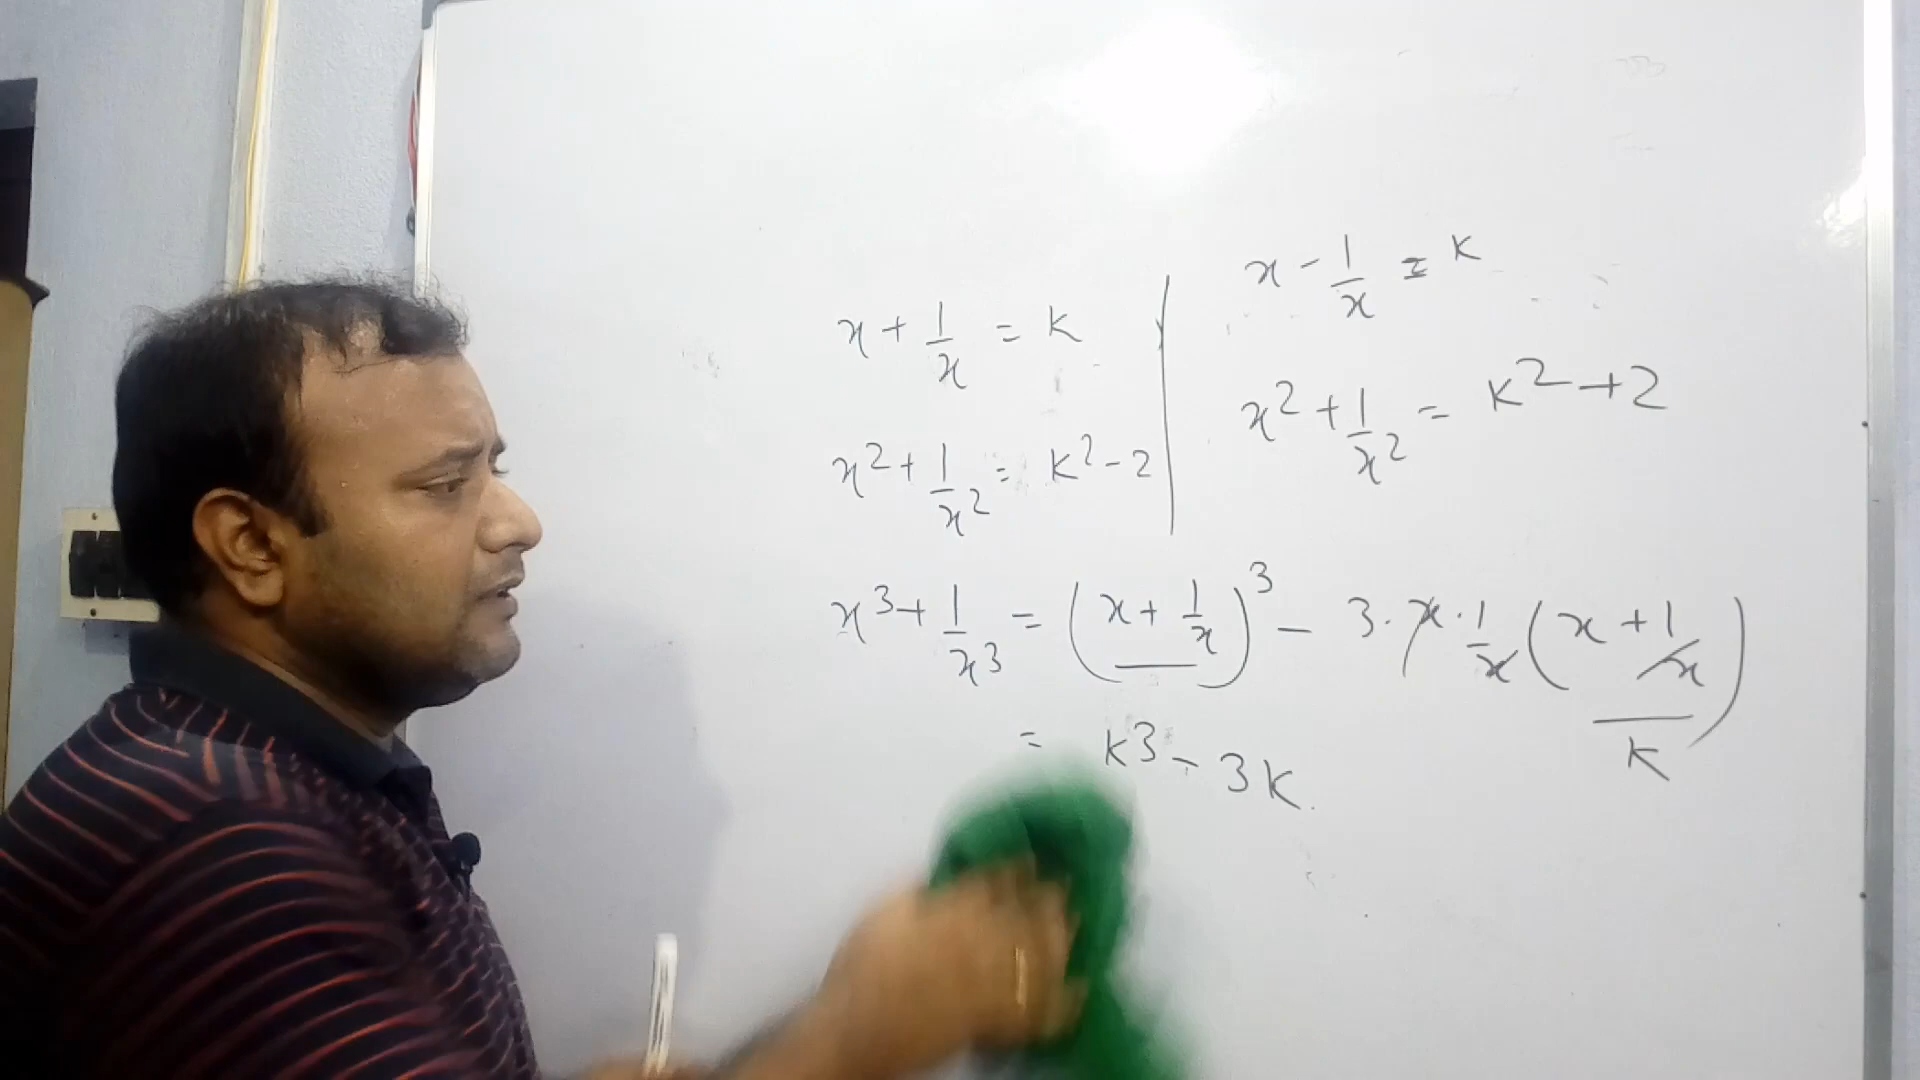 x + 1/x = k
x² + 1/x² = k² - 2
x - 1/x = k
x² + 1/x² = k² + 2
x³ + 1/x³ = (x + 1/x)³ - 3 · x · 1/x (x + 1/x)
k
= k³ - 3k